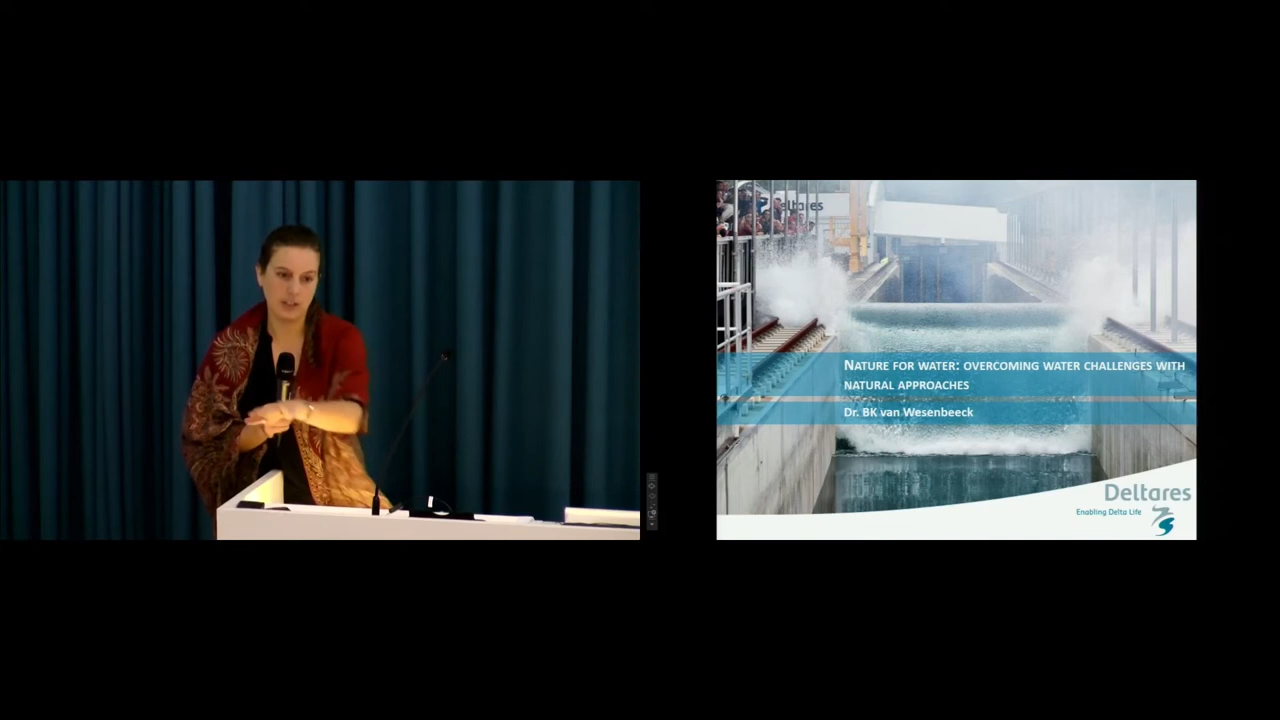 Deltares
NATURE FOR WATER: OVERCOMING WATER CHALLENGES WITH
NATURAL APPROACHES
Dr. BK van Wesenbeeck
Deltares
Enabling Delta Life